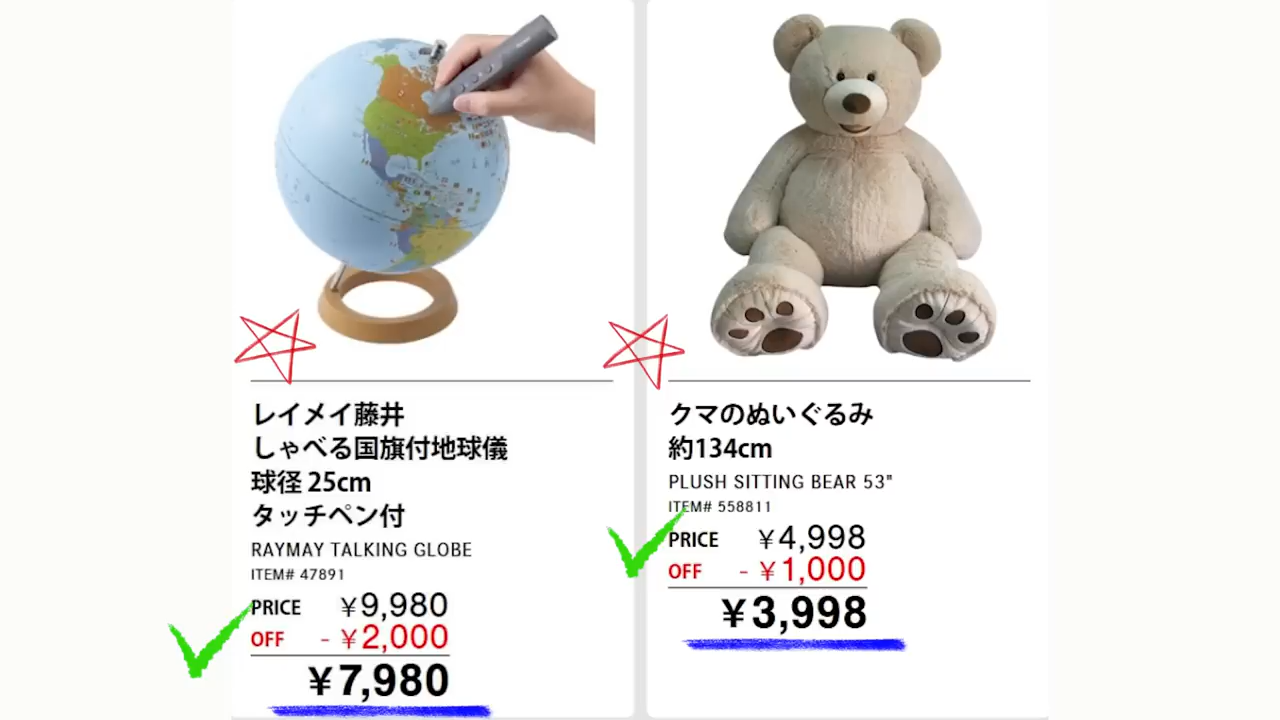 レイメイ藤井
しゃべる国旗付地球儀
球径 25cm
タッチペン付
RAYMAY TALKING GLOBE
ITEM# 47891
PRICE ¥9,980
OFF - ¥2,000
¥7,980
クマのぬいぐるみ
約134cm
PLUSH SITTING BEAR 53"
ITEM# 558811
PRICE ¥4,998
OFF - ¥1,000
¥3,998